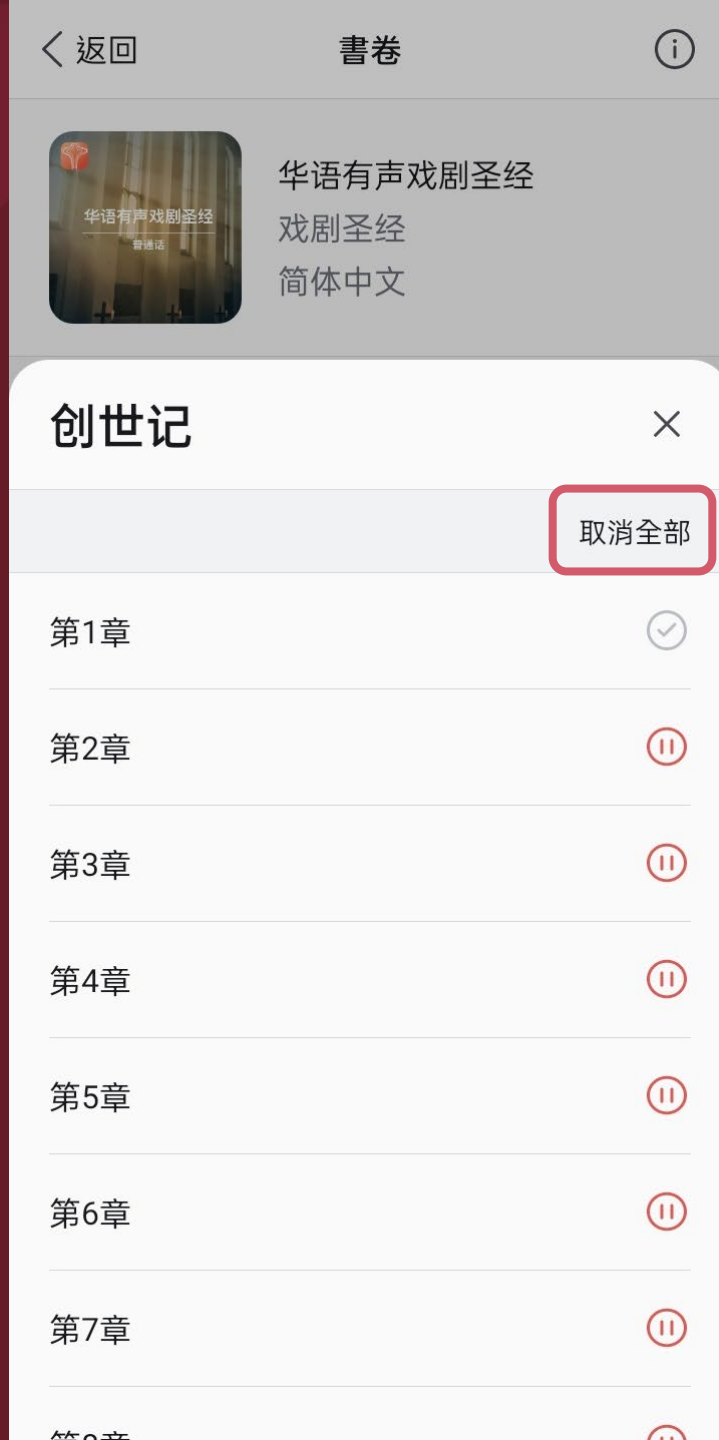 返回
書卷
华语有声戏剧圣经
普通话
华语有声戏剧圣经
戏剧圣经
简体中文
创世记
取消全部
第1章
第2章
第3章
第4章
第5章
第6章
第7章